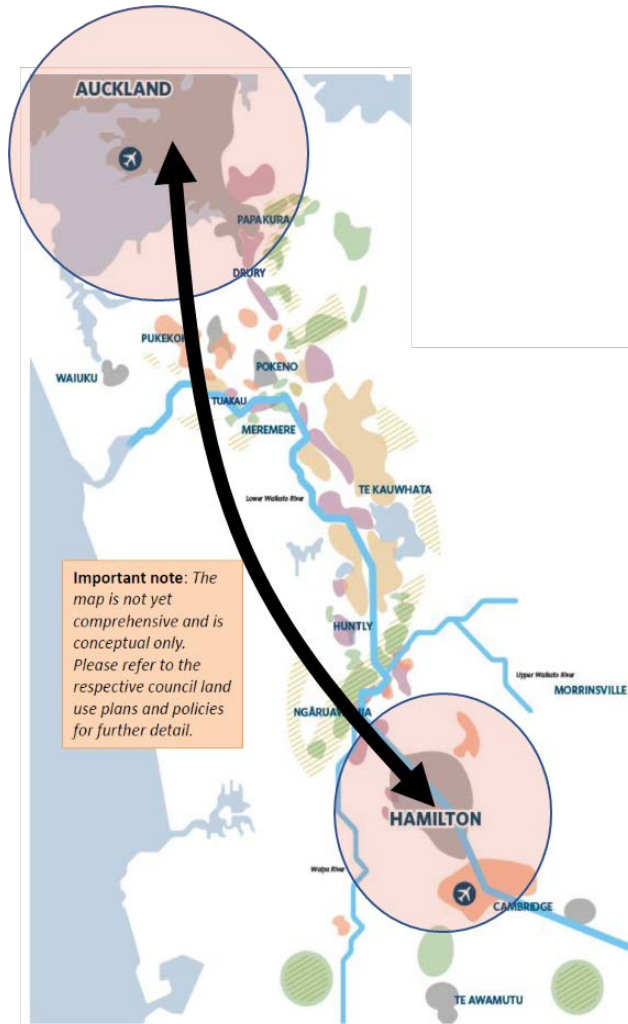 AUCKLAND
PAPAKURA
DRURY
PUKEKOH
POKENO
WAIUKU
TUAKAU
MEREMERE
TE KAUWHATA
Lower Waikato River
Important note: The
map is not yet
comprehensive and is
conceptual only.
Please refer to the
respective council land
use plans and policies
for further detail.
HUNTLY
Upper Waikato River
MORRINSVILLE
HAMILTON
Waipa River
CAMBRIDGE
TE AWAMUTU